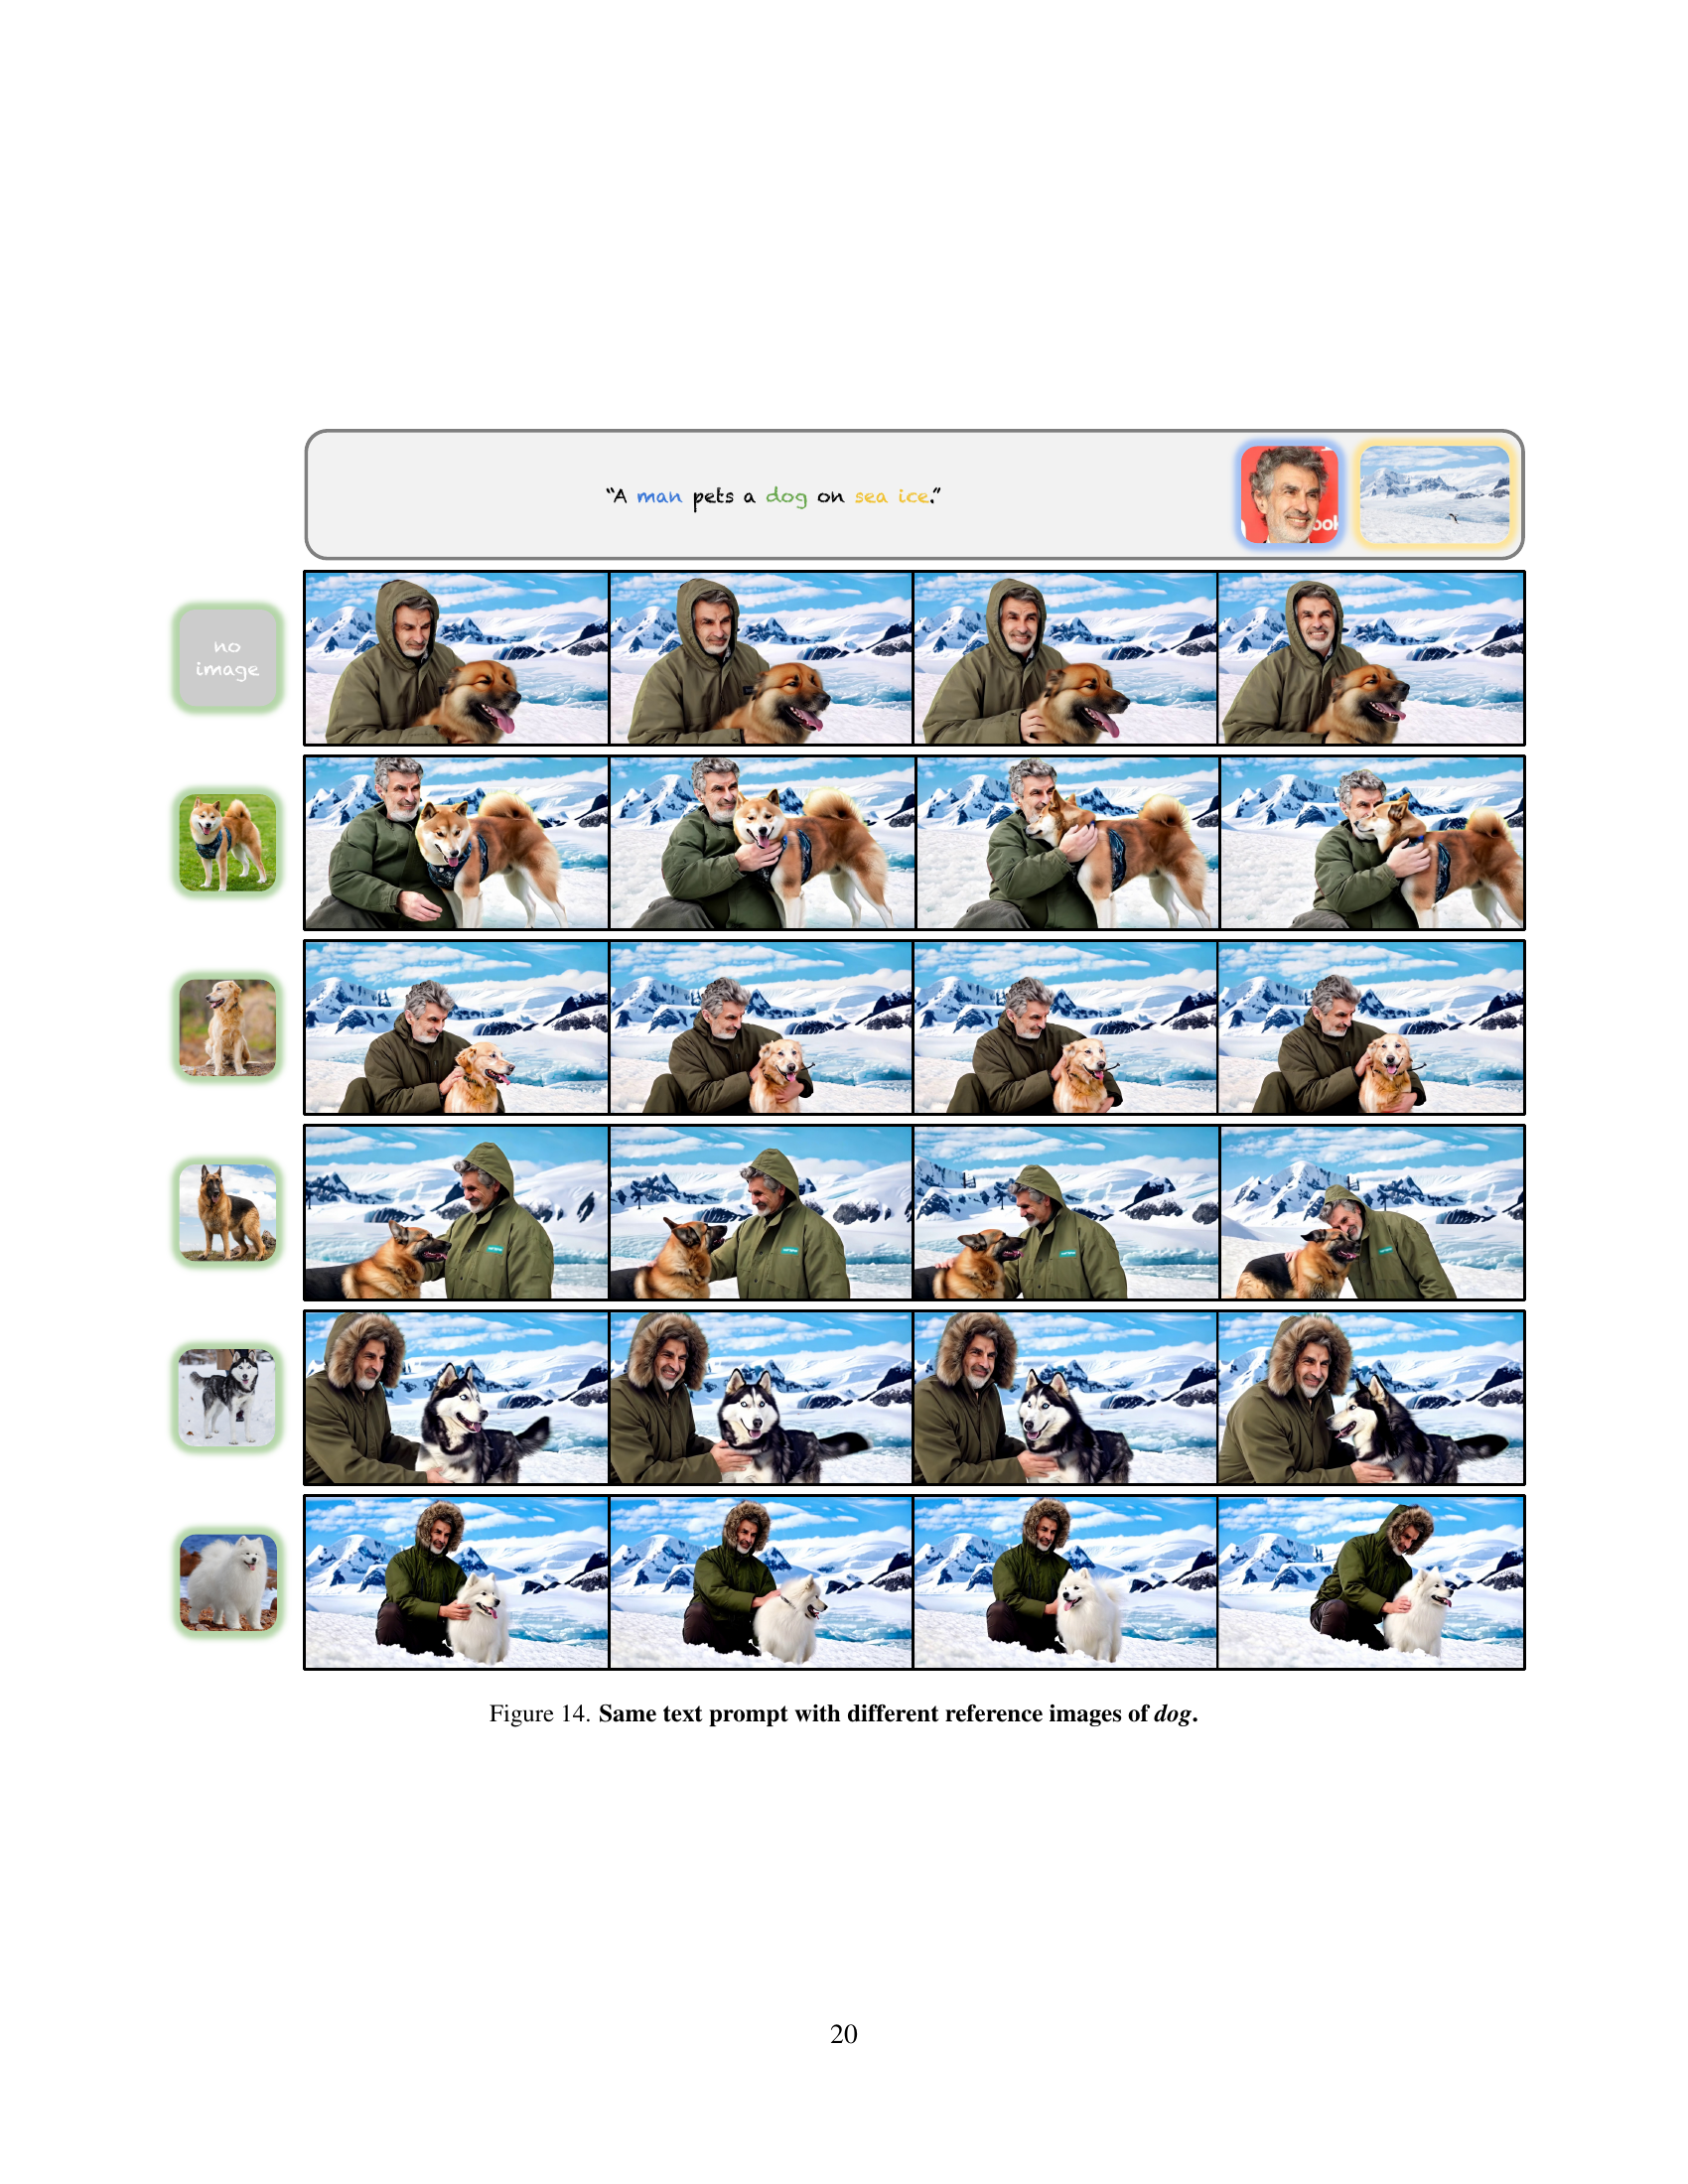 “A man pets a dog on sea ice.”
ook
no
image
Figure 14. Same text prompt with different reference images of dog.
20